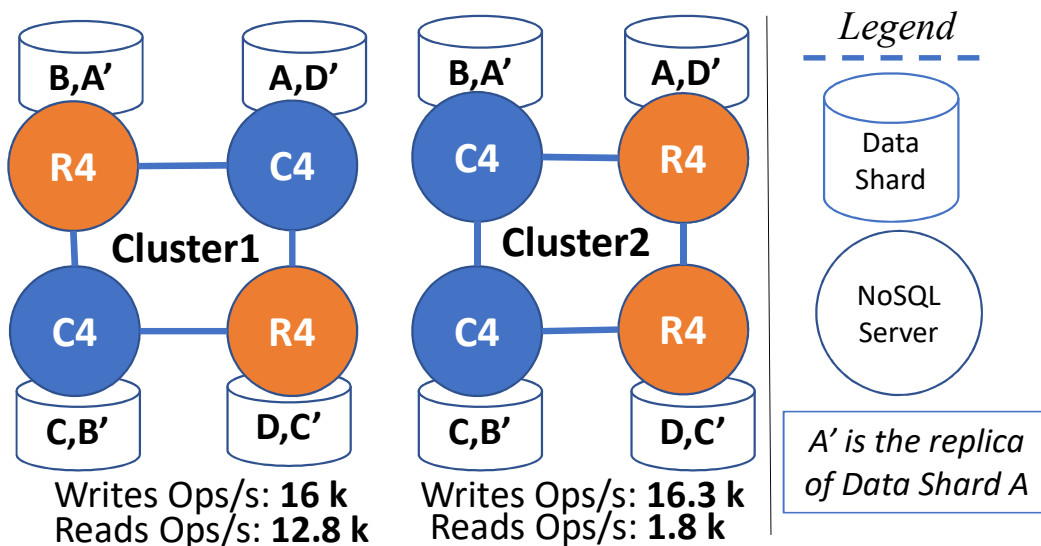 B,A’
A,D’
R4
C4
Cluster1
C4
R4
C,B’
D,C’
Writes Ops/s: 16 k
Reads Ops/s: 12.8 k
B,A’
A,D’
C4
R4
Cluster2
C4
R4
C,B’
D,C’
Writes Ops/s: 16.3 k
Reads Ops/s: 1.8 k
Legend
Data
Shard
NoSQL
Server
A’ is the replica
of Data Shard A